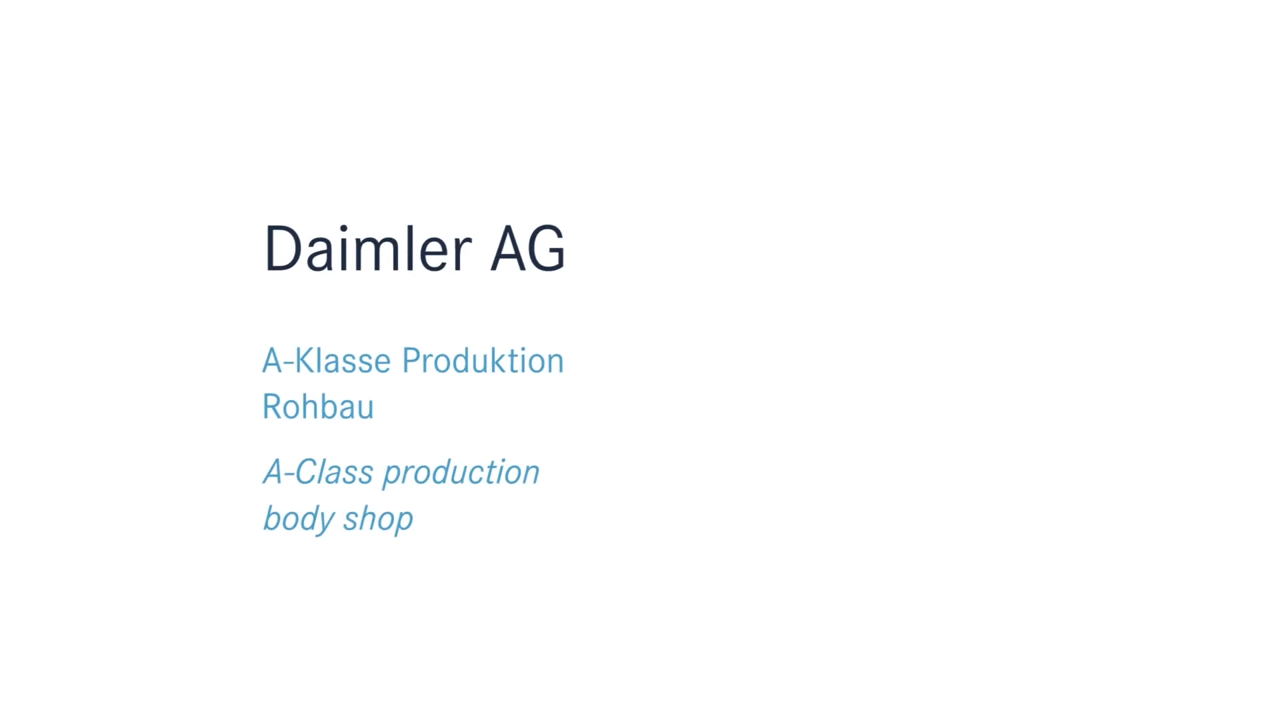 Daimler AG
A-Klasse Produktion
Rohbau
A-Class production
body shop